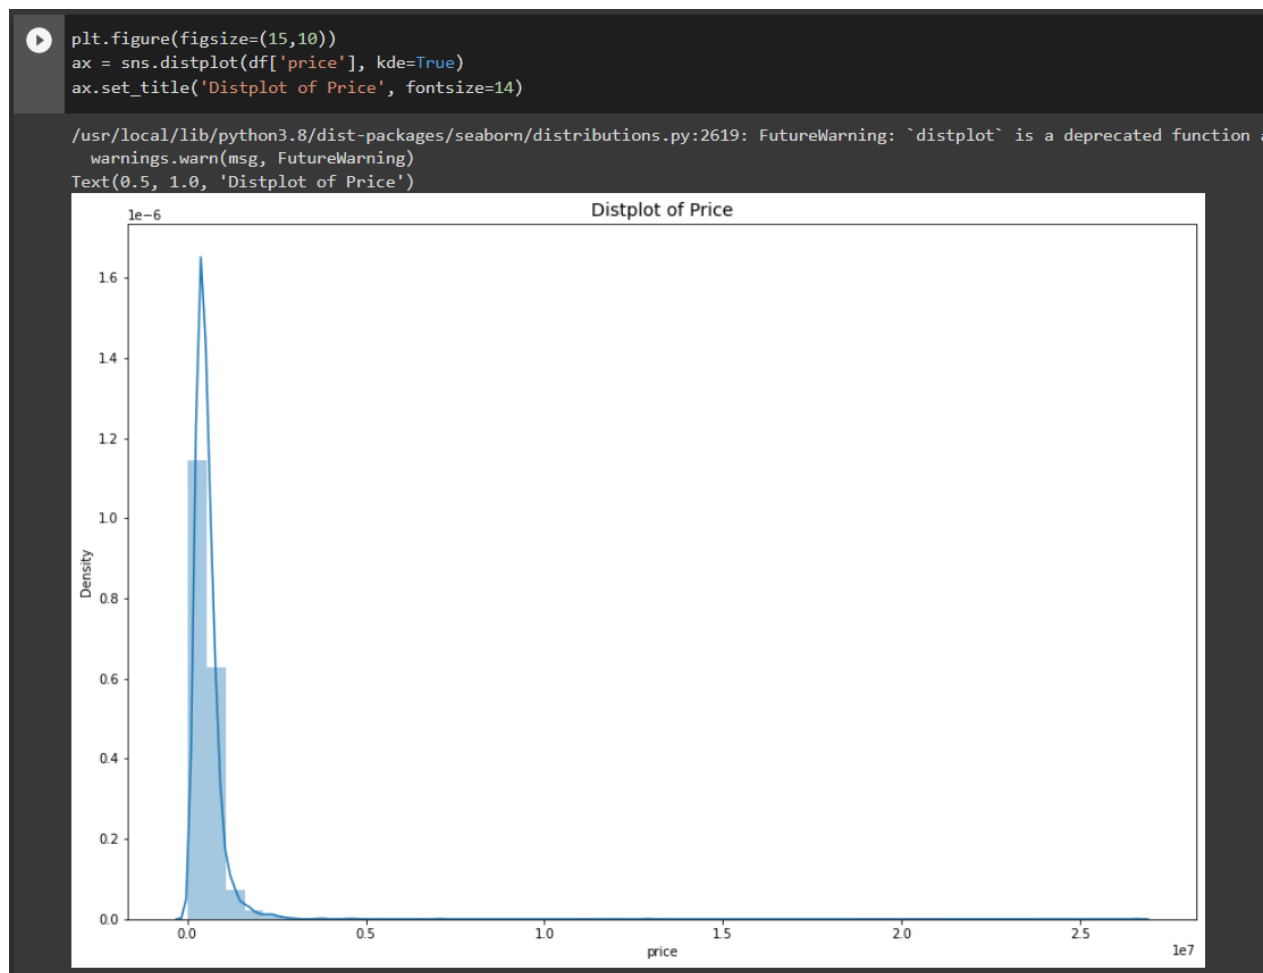 plt.figure(figsize=(15,10))
ax = sns.distplot(df['price'], kde=True)
ax.set_title('Distplot of Price', fontsize=14)
/usr/local/lib/python3.8/dist-packages/seaborn/distributions.py:2619: FutureWarning: `distplot` is a deprecated function a
warnings.warn(msg, FutureWarning)
Text(0.5, 1.0, 'Distplot of Price')
Distplot of Price
1e−6
1.6
1.4
1.2
1.0
0.8
0.6
0.4
0.2
0.0
Density
0.0 0.5 1.0 1.5 2.0 2.5
price
1e7